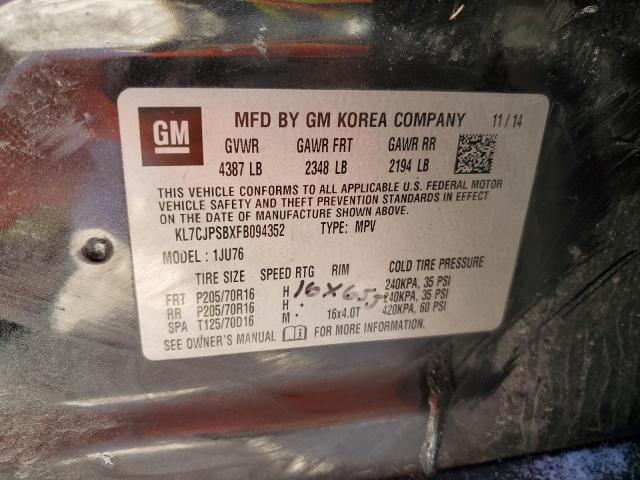 GM
MFD BY GM KOREA COMPANY 11/14
GVWR GAWR FRT GAWR RR
4387 LB 2348 LB 2194 LB
THIS VEHICLE CONFORMS TO ALL APPLICABLE U.S. FEDERAL MOTOR
VEHICLE SAFETY AND THEFT PREVENTION STANDARDS IN EFFECT
ON THE DATE OF MANUFACTURE SHOWN ABOVE.
KL7CJPSBXFB094352 TYPE: MPV
MODEL: 1JU76
TIRE SIZE SPEED RTG RIM COLD TIRE PRESSURE
FRT P205/70R16 H 16X6.5J 240KPA, 35 PSI
RR P205/70R16 H 240KPA, 35 PSI
SPA T125/70D16 M 16x4.0T 420KPA, 60 PSI
SEE OWNER'S MANUAL FOR MORE INFORMATION